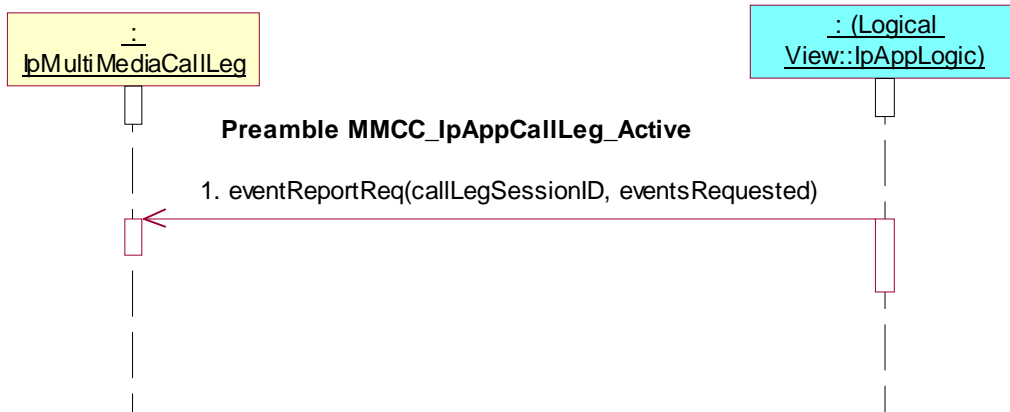 :
IpMultiMediaCallLeg
: (Logical
View::IpAppLogic)
Preamble MMCC_IpAppCallLeg_Active
1. eventReportReq(callLegSessionID, eventsRequested)